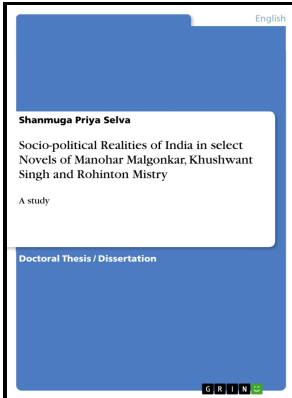 English
Shanmuga Priya Selva
Socio-political Realities of India in select
Novels of Manohar Malgonkar, Khushwant
Singh and Rohinton Mistry
A study
Doctoral Thesis / Dissertation
GRIN